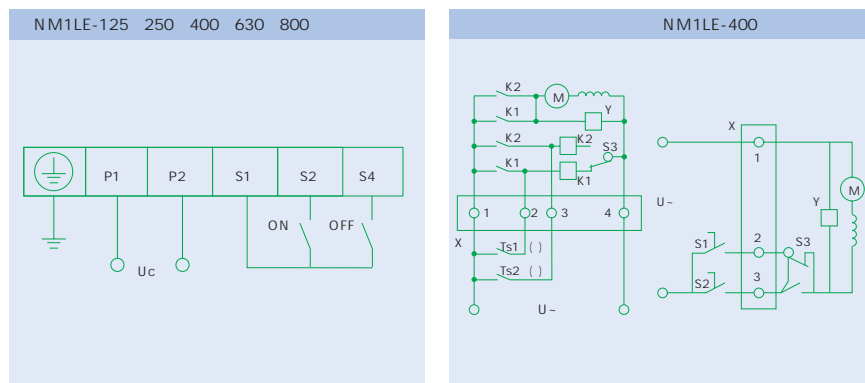 NM1LE-125 250 400 630 800
P1 P2 S1 S2 S4
ON OFF
Uc
NM1LE-400
K2
M
K1 Y
K2 K2 S3
K1 K1
1 2 3 4
X
Ts1 ( )
Ts2 ( )
U~
X
1
M
Y
U~
S1 2 S3
S2 3